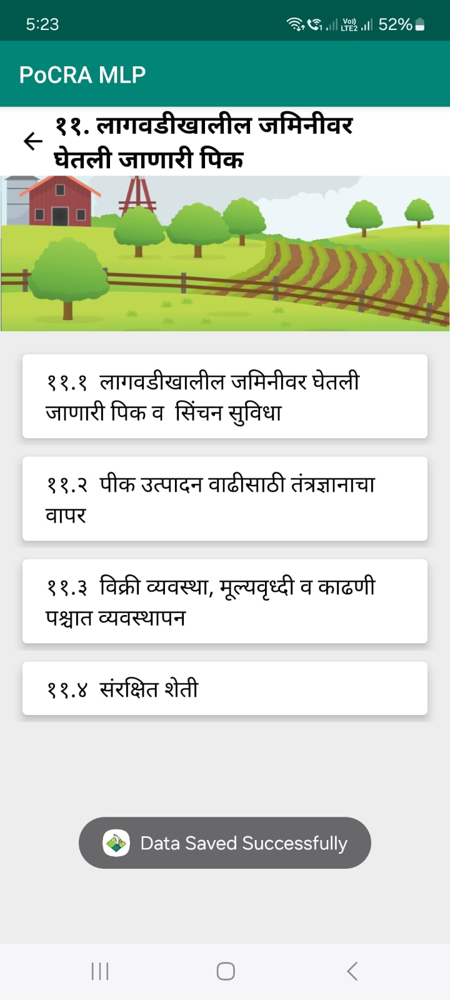 5:23
Vo)) LTE2 52%
PoCRA MLP
११. लागवडीखालील जमिनीवर
घेतली जाणारी पिक
११.१ लागवडीखालील जमिनीवर घेतली
जाणारी पिक व सिंचन सुविधा
११.२ पीक उत्पादन वाढीसाठी तंत्रज्ञानाचा
वापर
११.३ विक्री व्यवस्था, मूल्यवृध्दी व काढणी
पश्चात व्यवस्थापन
११.४ संरक्षित शेती
Data Saved Successfully